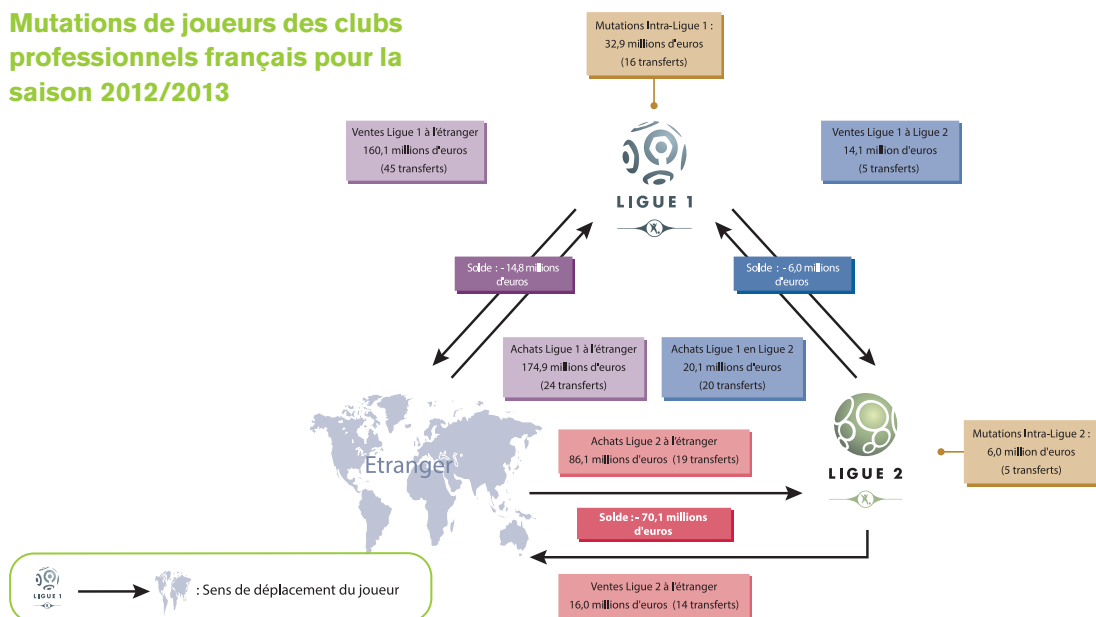 Mutations de joueurs des clubs
professionnels français pour la
saison 2012/2013
Mutations Intra-Ligue 1 :
32,9 millions d'euros
(16 transferts)
Ventes Ligue 1 à l'étranger
160,1 millions d'euros
(45 transferts)
LIGUE 1
Ventes Ligue 1 à Ligue 2
14,1 million d'euros
(5 transferts)
Solde : - 14,8 millions
d'euros
Solde : - 6,0 millions
d'euros
Achats Ligue 1 à l'étranger
174,9 millions d'euros
(24 transferts)
Achats Ligue 1 en Ligue 2
20,1 millions d'euros
(20 transferts)
Etranger
Achats Ligue 2 à l'étranger
86,1 millions d'euros (19 transferts)
LIGUE 2
Mutations Intra-Ligue 2 :
6,0 million d'euros
(5 transferts)
Solde :- 70,1 millions
d'euros
Ventes Ligue 2 à l'étranger
16,0 millions d'euros (14 transferts)
LIGUE 1
: Sens de déplacement du joueur